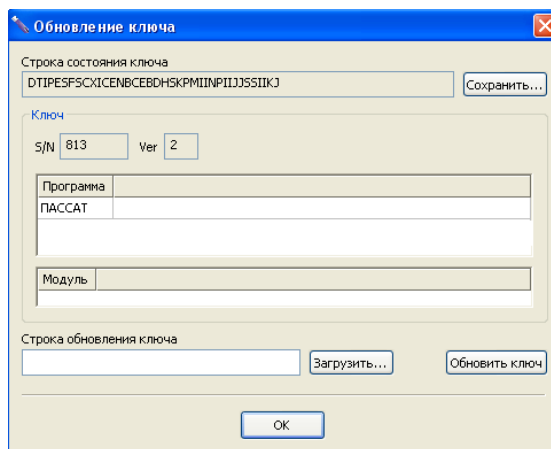 Обновление ключа
Строка состояния ключа
DTIPESFSCXICENBCEBDHSKPMIINPIIJJSSIIKJ
Сохранить...
Ключ
S/N 813 Ver 2
Программа
ПАССАТ
Модуль
Строка обновления ключа
Загрузить... Обновить ключ
OK